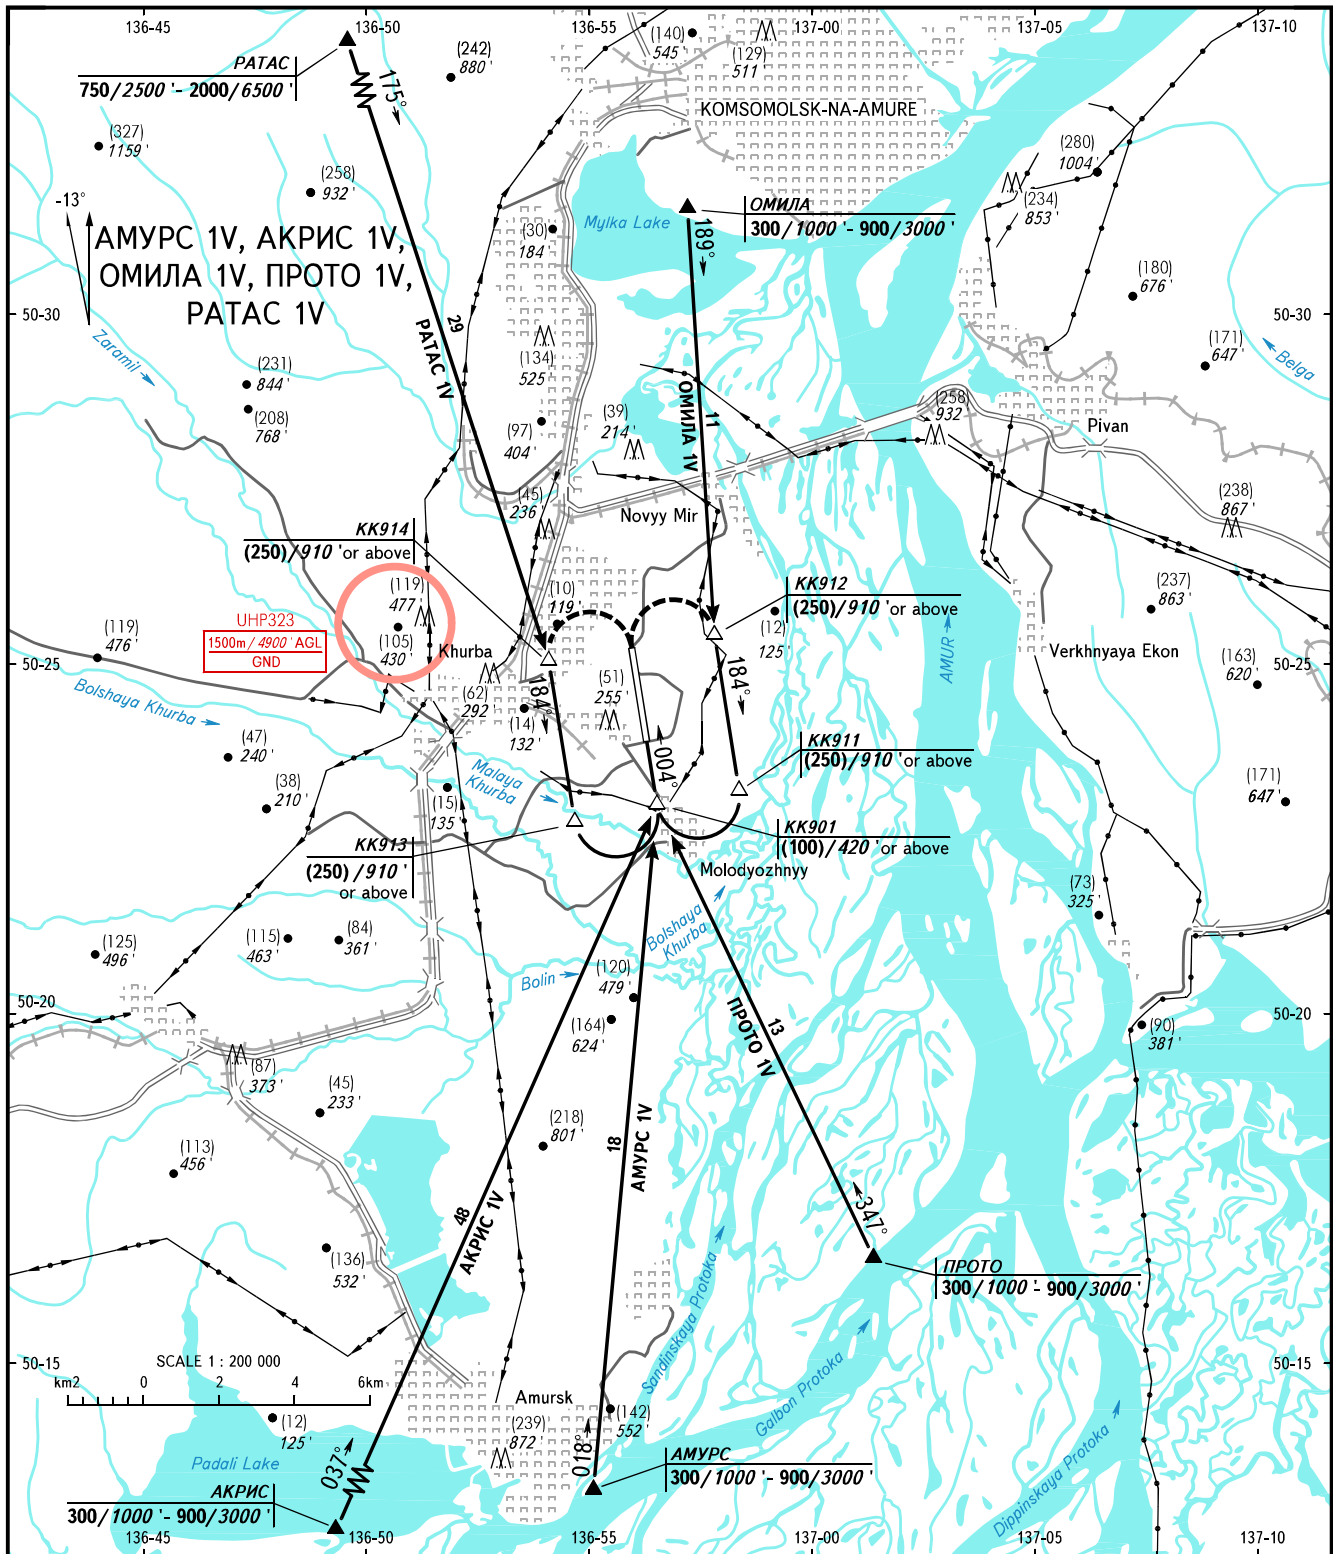 136-45
136-50
136-55
137-00
137-05
137-10
РАТАС
750/2500'-2000/6500'
175°
(242)
880'
(140)
545'
(129)
511
KOMSOMOLSK-NA-AMURE
(327)
1159'
(258)
932'
(280)
1004'
(234)
853'
-13°
АМУРС 1V, АКРИС 1V,
ОМИЛА 1V, ПРОТО 1V,
РАТАС 1V
(30)
184'
Mylka Lake
ОМИЛА
300/1000'-900/3000'
189°
(180)
676'
50-30
50-30
Zaramil
29
РАТАС 1V
(134)
525'
(171)
647'
Belga
(231)
844'
(208)
768'
(97)
404'
(39)
214'
11
ОМИЛА 1V
(258)
932'
Pivan
(45)
236'
Novyy Mir
(238)
867'
KK914
(250)/910' or above
(119)
477'
(105)
430'
UHP323
1500m/4900' AGL
GND
(10)
119'
KK912
(250)/910' or above
(12)
125'
(237)
863'
(119)
476'
50-25
Khurba
AMUR
Verkhnyaya Ekon
50-25
(163)
620'
Bolshaya Khurba
(62)
292'
184°
(14)
132'
(51)
255'
184°
(47)
240'
(38)
210'
Malaya
Khurba
(15)
135'
004°
KK911
(250)/910' or above
(171)
647'
KK913
(250)/910'
or above
KK901
(100)/420' or above
Molodyozhnyy
(73)
325'
(125)
496'
(115)
463'
(84)
361'
Bolin
Bolshaya
Khurba
(120)
479'
(164)
624'
50-20
50-20
13
ПРОТО 1V
(90)
381'
(87)
373'
(45)
233'
(113)
456'
(218)
801'
18
АМУРС 1V
48
АКРИС 1V
347°
(136)
532'
ПРОТО
300/1000'-900/3000'
50-15
50-15
SCALE 1 : 200 000
km2
0
2
4
6km
Sandinskaya Protoka
Galbon Protoka
Dippinskaya Protoka
Amursk
(12)
125'
(239)
872'
(142)
552'
018°
037°
Padali Lake
АМУРС
300/1000'-900/3000'
АКРИС
300/1000'-900/3000'
136-45
136-50
136-55
137-00
137-05
137-10